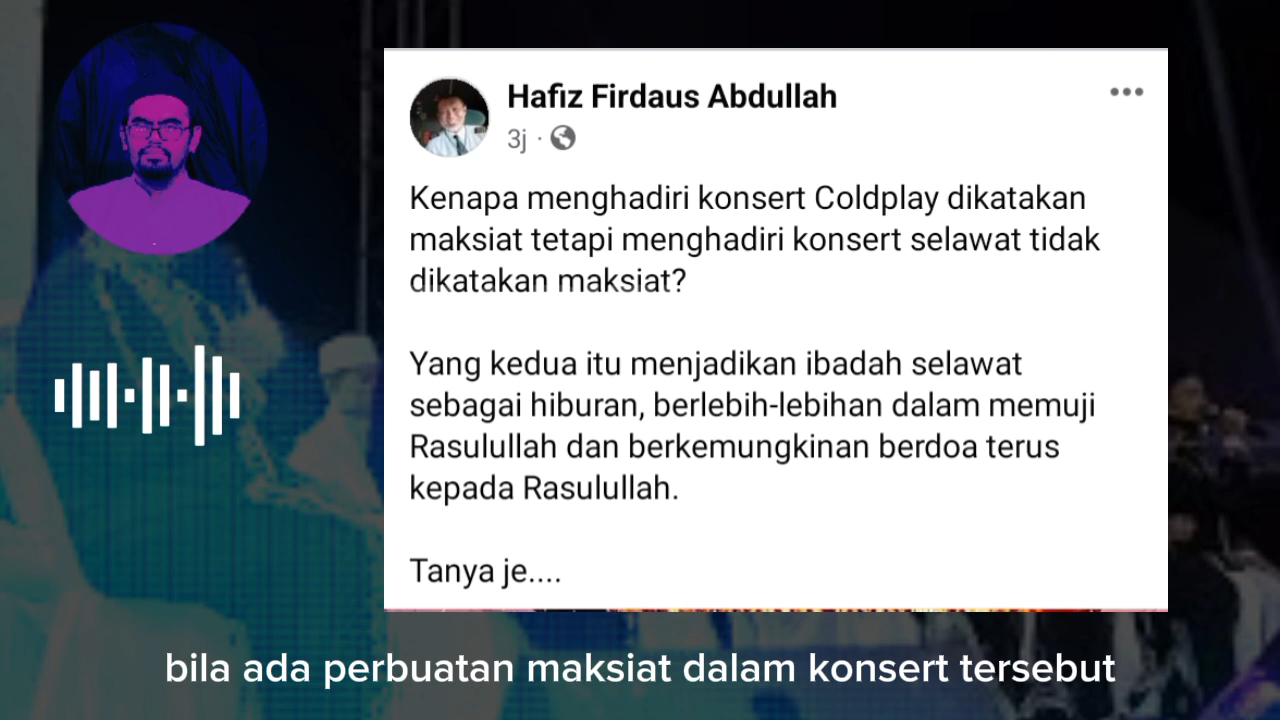 Hafiz Firdaus Abdullah
3j ·
Kenapa menghadiri konsert Coldplay dikatakan
maksiat tetapi menghadiri konsert selawat tidak
dikatakan maksiat?
Yang kedua itu menjadikan ibadah selawat
sebagai hiburan, berlebih-lebihan dalam memuji
Rasulullah dan berkemungkinan berdoa terus
kepada Rasulullah.
Tanya je....
bila ada perbuatan maksiat dalam konsert tersebut